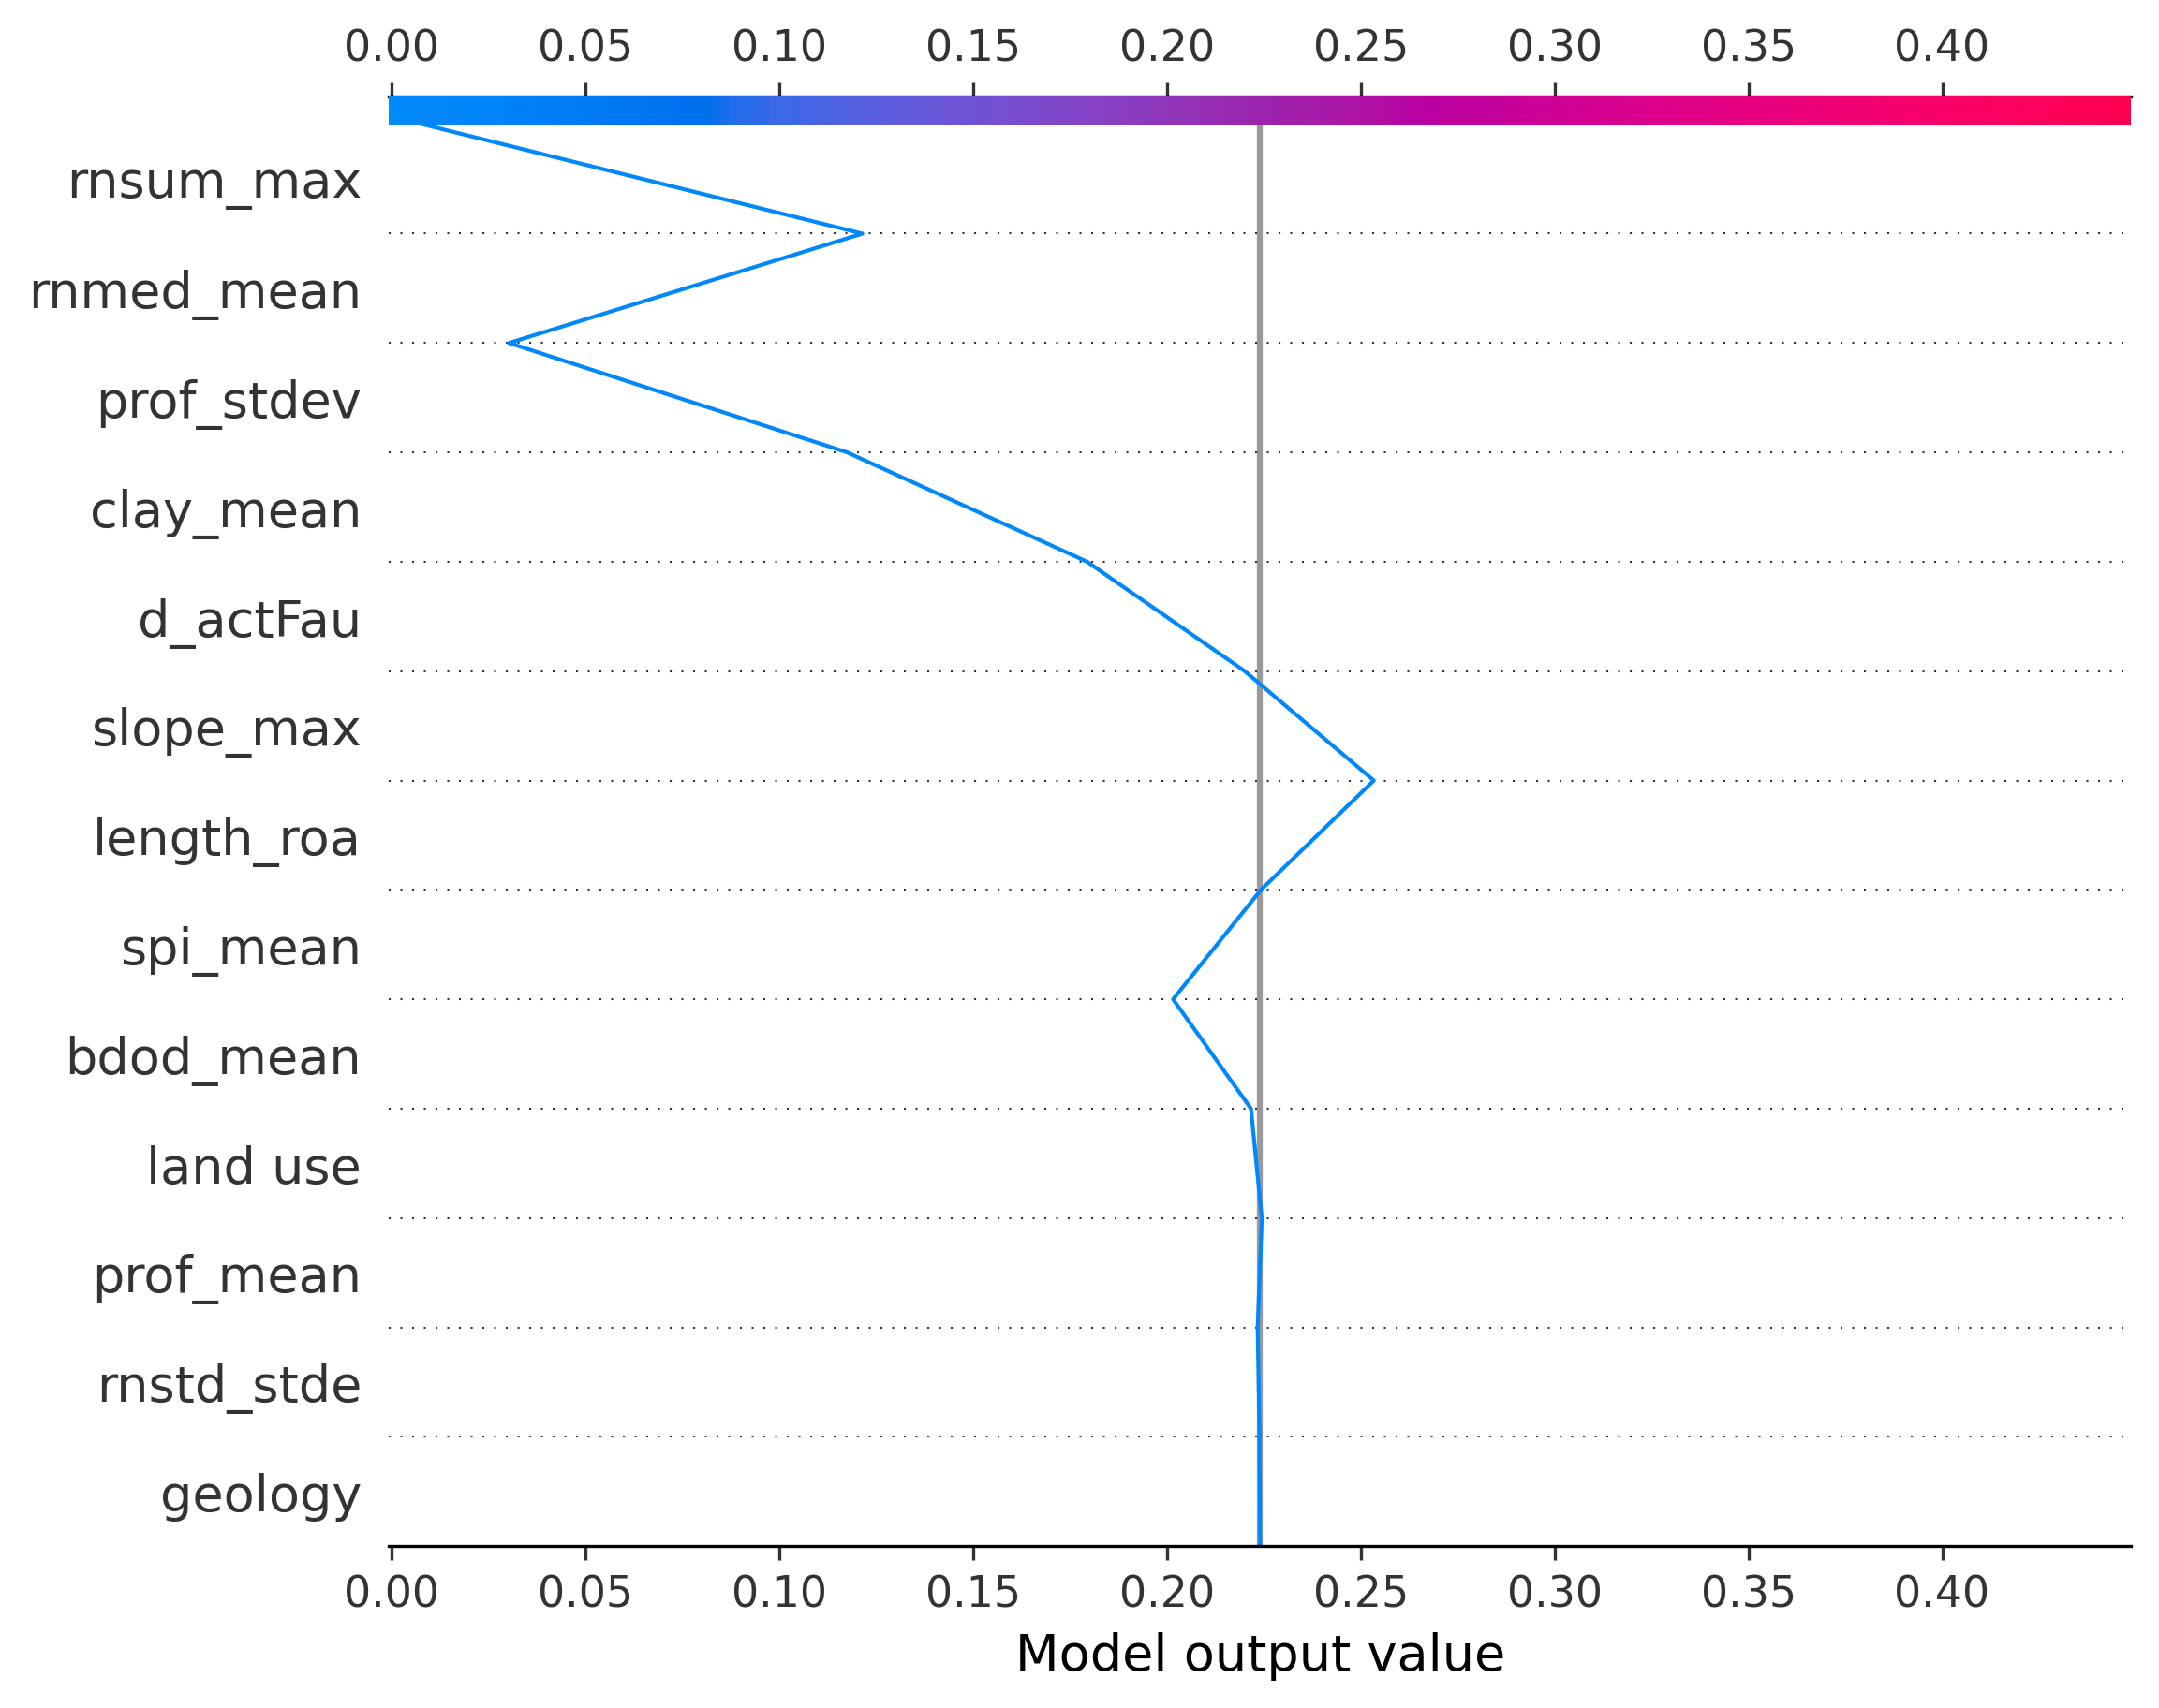 0.00 0.05 0.10 0.15 0.20 0.25 0.30 0.35 0.40
rnsum_max
rnmed_mean
prof_stdev
clay_mean
d_actFau
slope_max
length_roa
spi_mean
bdod_mean
land use
prof_mean
rnstd_stde
geology
0.00 0.05 0.10 0.15 0.20 0.25 0.30 0.35 0.40
Model output value